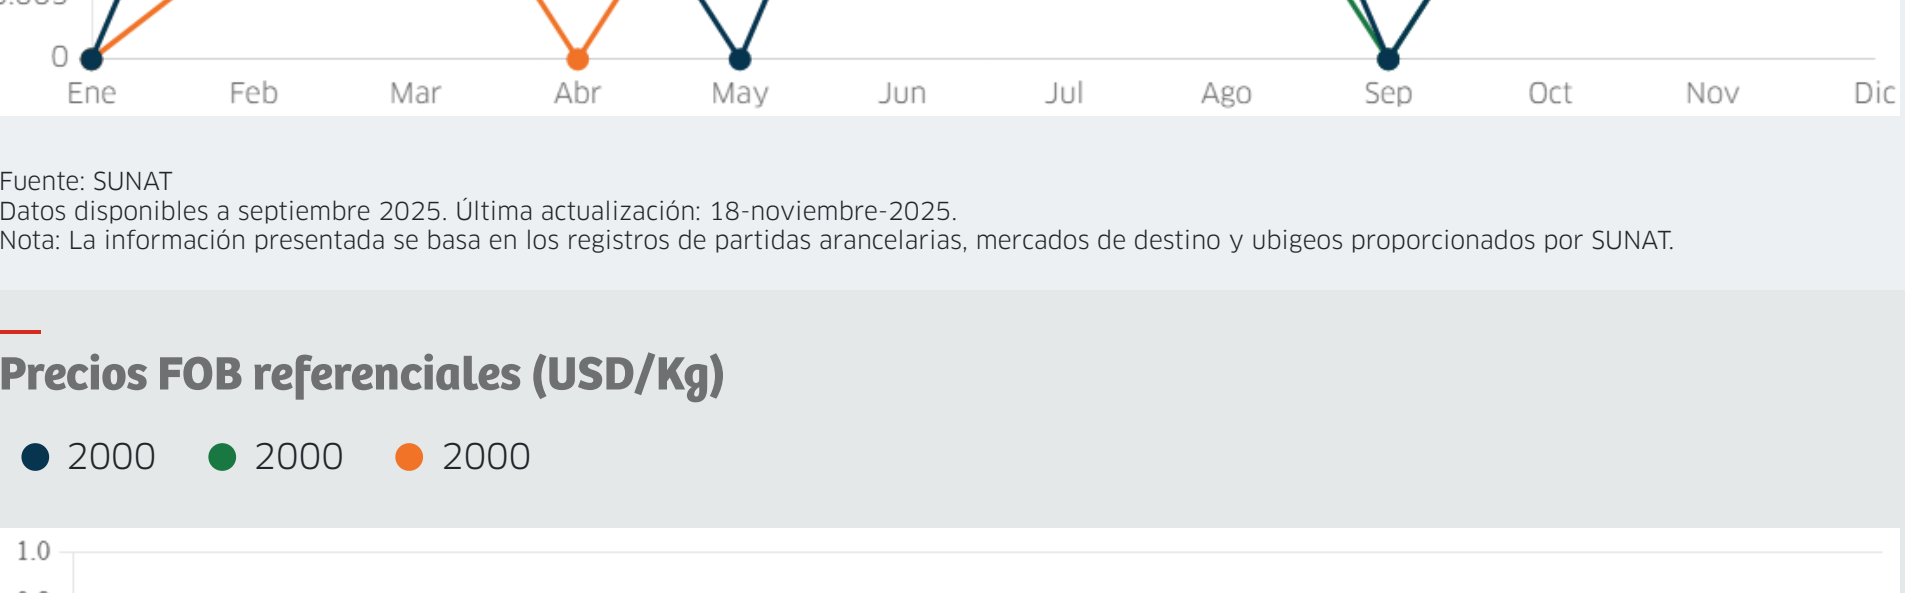 0
Ene Feb Mar Abr May Jun Jul Ago Sep Oct Nov Dic
Fuente: SUNAT
Datos disponibles a septiembre 2025. Última actualización: 18-noviembre-2025.
Nota: La información presentada se basa en los registros de partidas arancelarias, mercados de destino y ubigeos proporcionados por SUNAT.
Precios FOB referenciales (USD/Kg)
2000 2000 2000
1.0